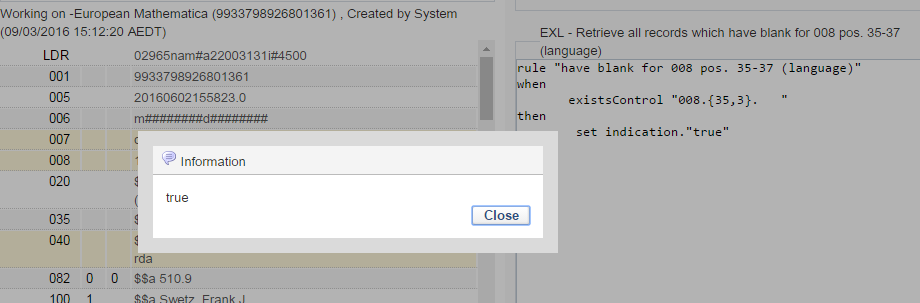 Working on -European Mathematica (9933798926801361) , Created by System
(09/03/2016 15:12:20 AEDT)
LDR 02965nam#a22003131i#4500
001 9933798926801361
005 20160602155823.0
006 m########d########
007
008
020 $
(
035 $
040 $
rda
082 0 0 $$a 510.9
100 1 $$a Swetz, Frank J.
Information
true
Close
EXL - Retrieve all records which have blank for 008 pos. 35-37
(language)
rule "have blank for 008 pos. 35-37 (language)"
when
existsControl "008.{35,3}.   "
then
set indication."true"